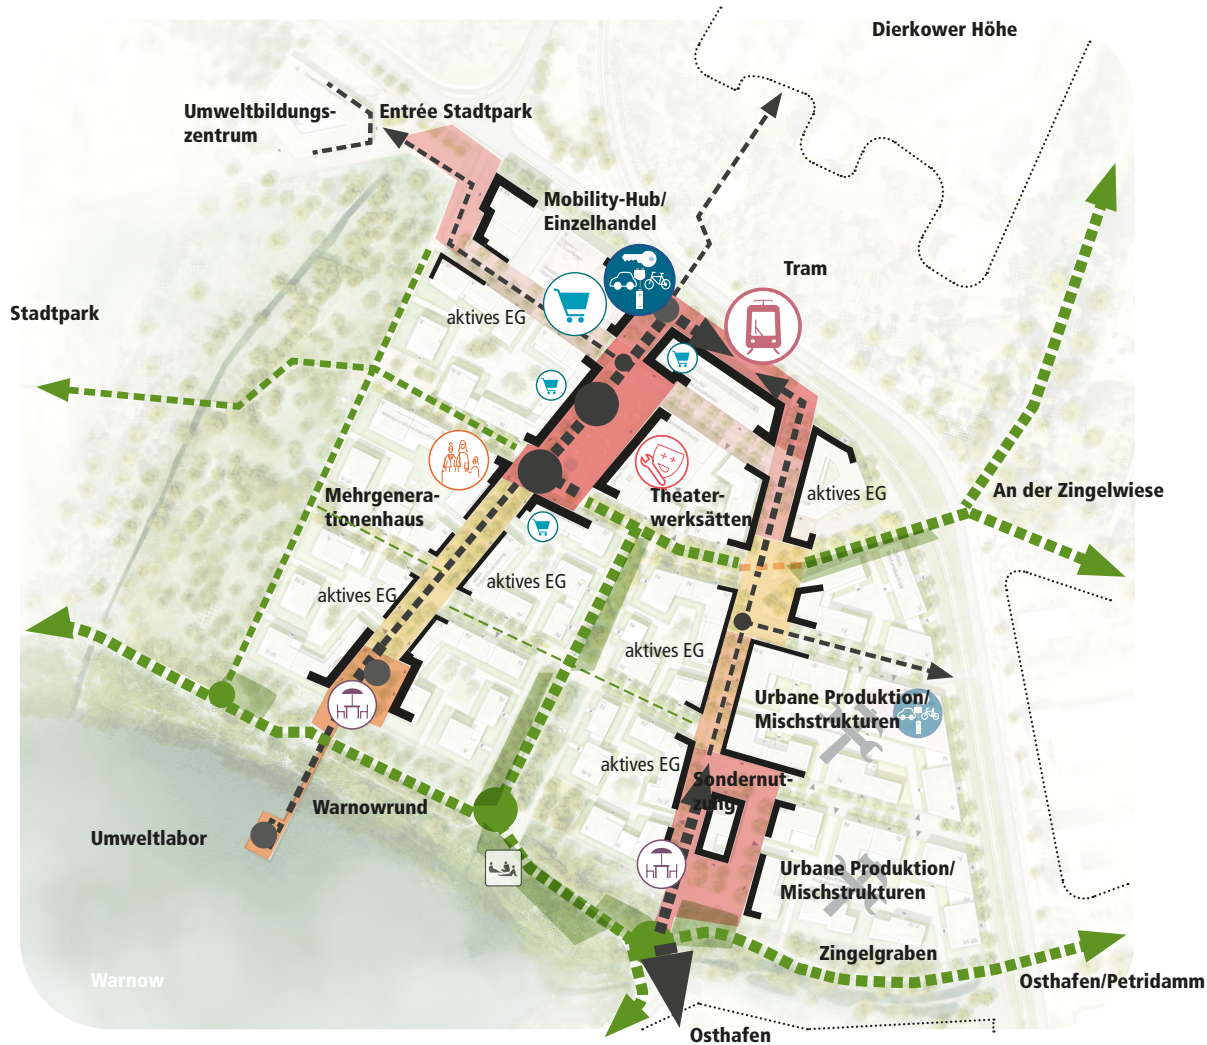 Dierkower Höhe
Umweltbildungs-
zentrum
Entrée Stadtpark
Mobility-Hub/
Einzelhandel
Tram
Stadtpark
aktives EG
Mehrgenera-
tionenhaus
Theater-
werksätten
aktives EG
An der Zingelwiese
aktives EG
aktives EG
aktives EG
Urbane Produktion/
Mischstrukturen
aktives EG
Sondernut-
zung
Warnowrund
Umweltlabor
Urbane Produktion/
Mischstrukturen
Zingelgraben
Warnow
Osthafen/Petridamm
Osthafen